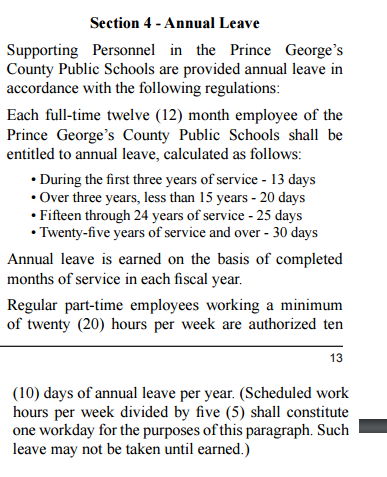 Section 4 - Annual Leave
Supporting Personnel in the Prince George's
County Public Schools are provided annual leave in
accordance with the following regulations:
Each full-time twelve (12) month employee of the
Prince George's County Public Schools shall be
entitled to annual leave, calculated as follows:
• During the first three years of service - 13 days
• Over three years, less than 15 years - 20 days
• Fifteen through 24 years of service - 25 days
• Twenty-five years of service and over - 30 days
Annual leave is earned on the basis of completed
months of service in each fiscal year.
Regular part-time employees working a minimum
of twenty (20) hours per week are authorized ten
13
(10) days of annual leave per year. (Scheduled work
hours per week divided by five (5) shall constitute
one workday for the purposes of this paragraph. Such
leave may not be taken until earned.)